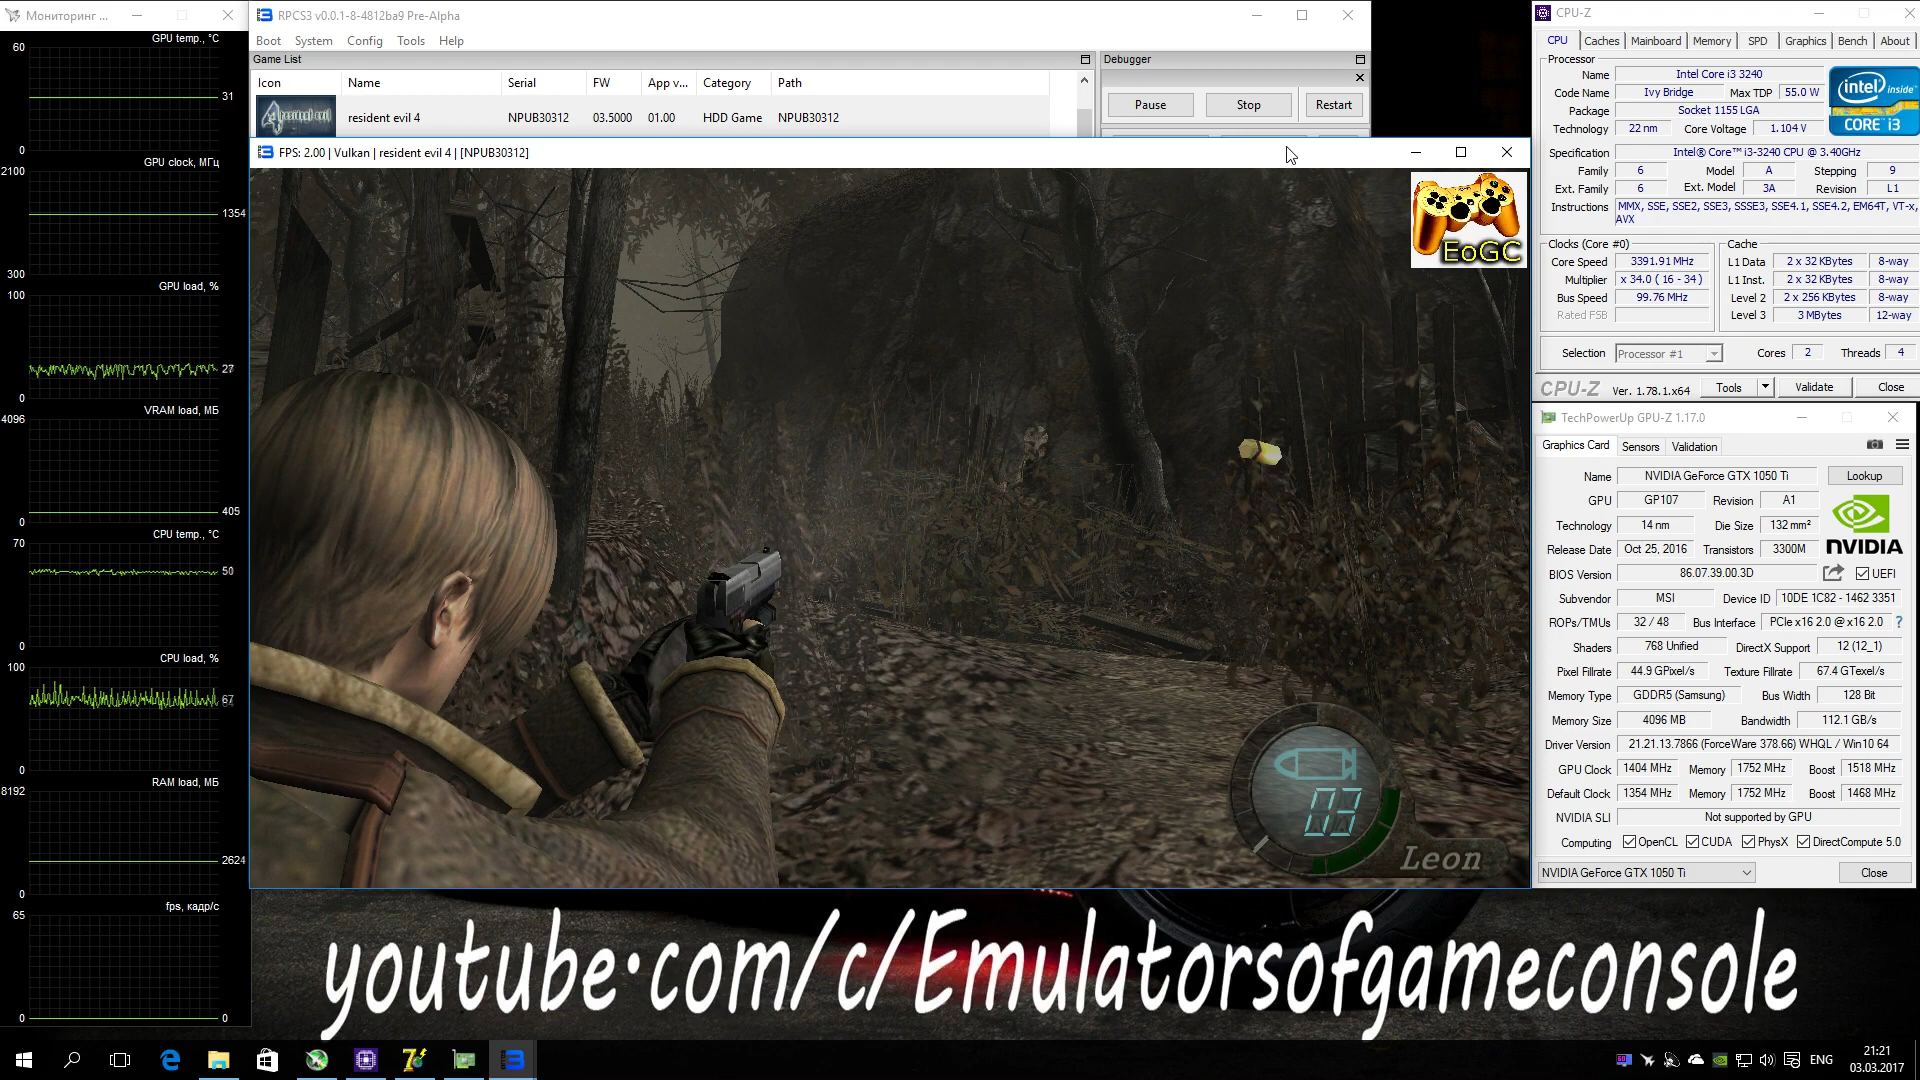 Мониторинг ...
GPU temp., °C
60
31
0
GPU clock, МГц
2100
1354
300
GPU load, %
100
27
0
VRAM load, МБ
4096
405
0
CPU temp., °C
70
50
0
CPU load, %
100
67
0
RAM load, МБ
8192
2624
0
fps, кадр/с
65
0
0
RPCS3 v0.0.1-8-4812ba9 Pre-Alpha
Boot System Config Tools Help
Game List
Icon Name Serial FW App v... Category Path
resident evil 4
resident evil 4 NPUB30312 03.5000 01.00 HDD Game NPUB30312
Debugger
Pause Stop Restart
FPS: 2.00 | Vulkan | resident evil 4 | [NPUB30312]
EoGC
03
Leon
CPU-Z
CPU Caches Mainboard Memory SPD Graphics Bench About
Processor
Name Intel Core i3 3240
Code Name Ivy Bridge Max TDP 55.0 W
Package Socket 1155 LGA
Technology 22 nm Core Voltage 1.104 V
intel inside™
CORE i3
Specification Intel® Core™ i3-3240 CPU @ 3.40GHz
Family 6 Model A Stepping 9
Ext. Family 6 Ext. Model 3A Revision L1
Instructions MMX, SSE, SSE2, SSE3, SSSE3, SSE4.1, SSE4.2, EM64T, VT-x,
AVX
Clocks (Core #0)
Core Speed 3391.91 MHz
Multiplier x 34.0 ( 16 - 34 )
Bus Speed 99.76 MHz
Rated FSB
Cache
L1 Data 2 x 32 KBytes 8-way
L1 Inst. 2 x 32 KBytes 8-way
Level 2 2 x 256 KBytes 8-way
Level 3 3 MBytes 12-way
Selection Processor #1 Cores 2 Threads 4
CPU-Z Ver. 1.78.1.x64 Tools Validate Close
TechPowerUp GPU-Z 1.17.0
Graphics Card Sensors Validation
Name NVIDIA GeForce GTX 1050 Ti Lookup
GPU GP107 Revision A1
Technology 14 nm Die Size 132 mm²
Release Date Oct 25, 2016 Transistors 3300M
NVIDIA
BIOS Version 86.07.39.00.3D UEFI
Subvendor MSI Device ID 10DE 1C82 - 1462 3351
ROPs/TMUs 32 / 48 Bus Interface PCIe x16 2.0 @ x16 2.0 ?
Shaders 768 Unified DirectX Support 12 (12_1)
Pixel Fillrate 44.9 GPixel/s Texture Fillrate 67.4 GTexel/s
Memory Type GDDR5 (Samsung) Bus Width 128 Bit
Memory Size 4096 MB Bandwidth 112.1 GB/s
Driver Version 21.21.13.7866 (ForceWare 378.66) WHQL / Win10 64
GPU Clock 1404 MHz Memory 1752 MHz Boost 1518 MHz
Default Clock 1354 MHz Memory 1752 MHz Boost 1468 MHz
NVIDIA SLI Not supported by GPU
Computing OpenCL CUDA PhysX DirectCompute 5.0
NVIDIA GeForce GTX 1050 Ti Close
youtube.com/c/Emulatorsofgameconsole
ENG
21:21
03.03.2017